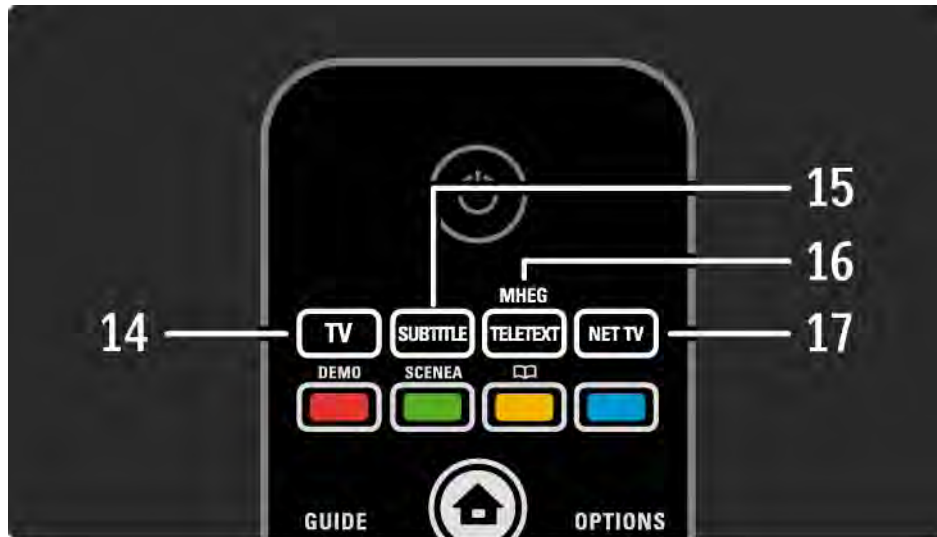 15
16
MHEG
14
TV SUBTITLE TELETEXT NET TV
17
DEMO SCENEA
GUIDE OPTIONS